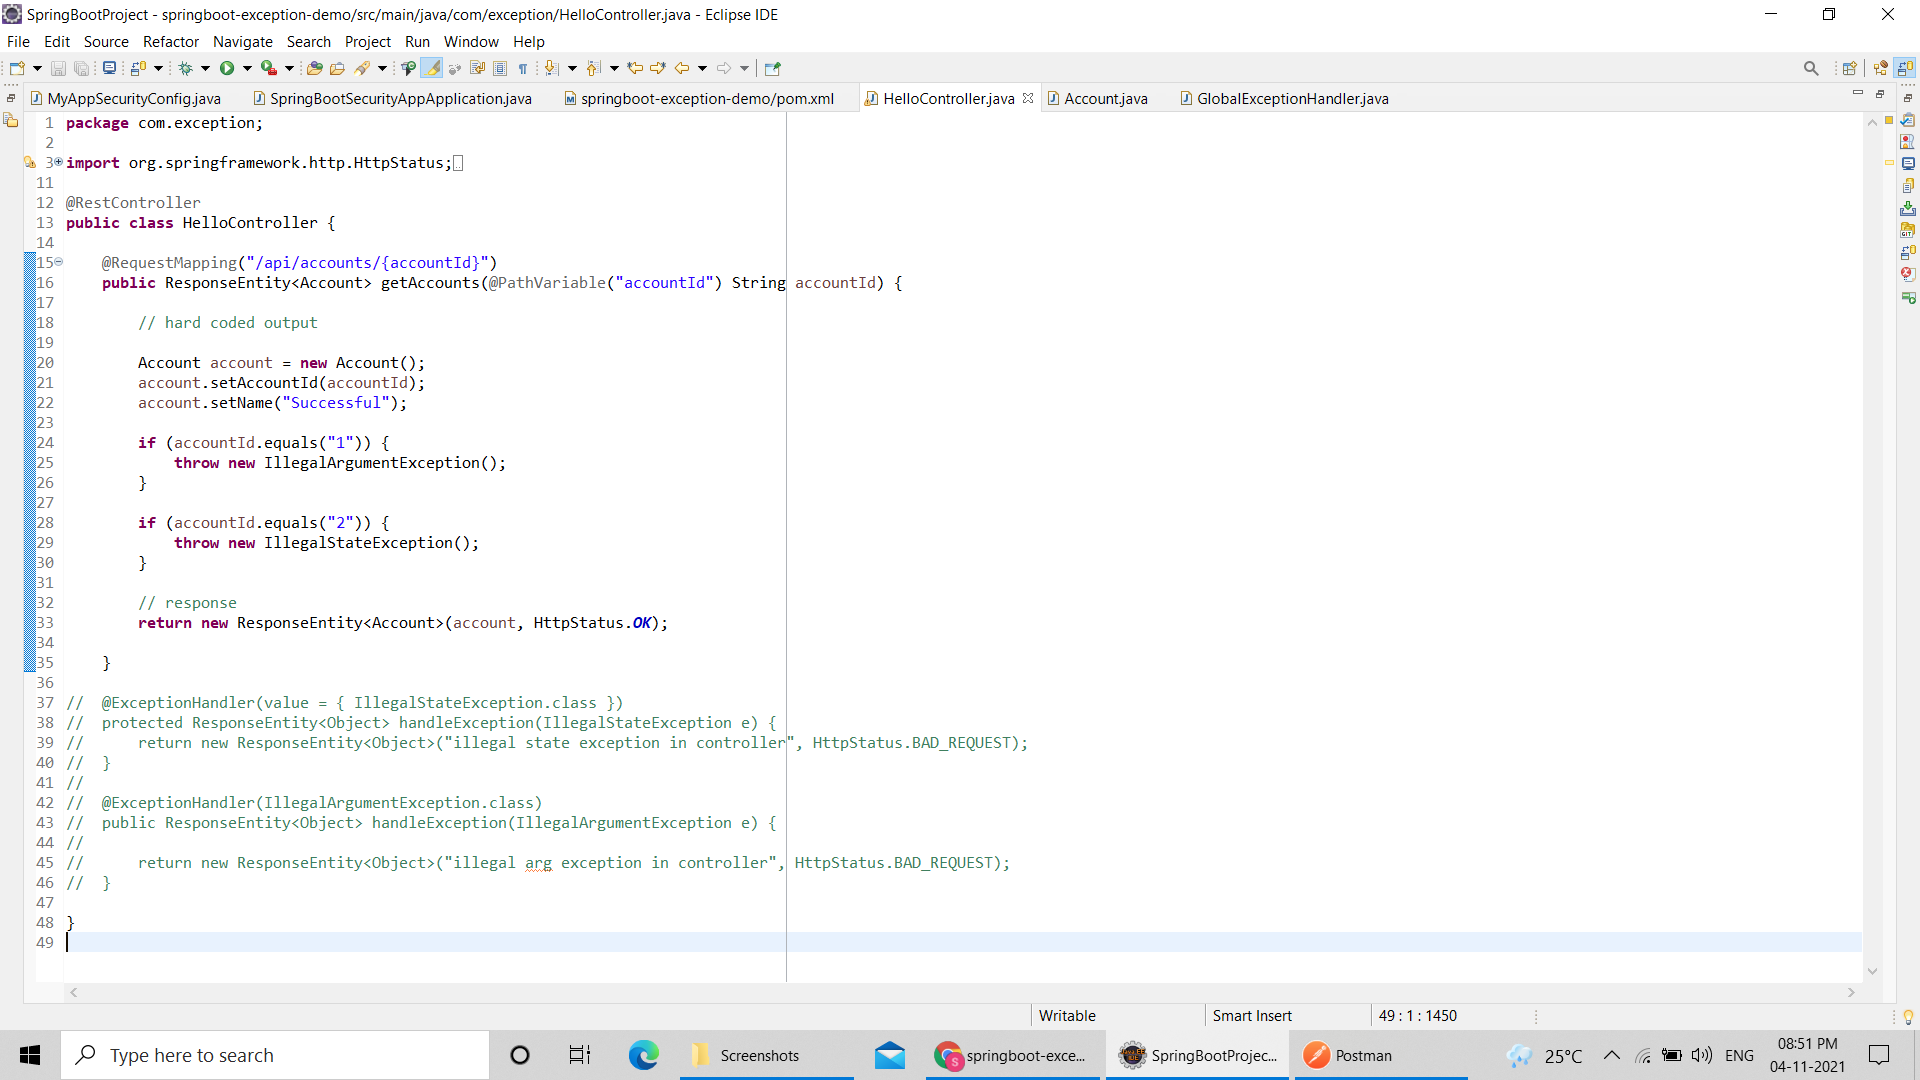 SpringBootProject - springboot-exception-demo/src/main/java/com/exception/HelloController.java - Eclipse IDE
File Edit Source Refactor Navigate Search Project Run Window Help
MyAppSecurityConfig.java SpringBootSecurityAppApplication.java springboot-exception-demo/pom.xml HelloController.java Account.java GlobalExceptionHandler.java
1 package com.exception;
2
3 import org.springframework.http.HttpStatus;
11
12 @RestController
13 public class HelloController {
14
15     @RequestMapping("/api/accounts/{accountId}")
16     public ResponseEntity<Account> getAccounts(@PathVariable("accountId") String accountId) {
17
18         // hard coded output
19
20         Account account = new Account();
21         account.setAccountId(accountId);
22         account.setName("Successful");
23
24         if (accountId.equals("1")) {
25             throw new IllegalArgumentException();
26         }
27
28         if (accountId.equals("2")) {
29             throw new IllegalStateException();
30         }
31
32         // response
33         return new ResponseEntity<Account>(account, HttpStatus.OK);
34
35     }
36
37 //  @ExceptionHandler(value = { IllegalStateException.class })
38 //  protected ResponseEntity<Object> handleException(IllegalStateException e) {
39 //      return new ResponseEntity<Object>("illegal state exception in controller", HttpStatus.BAD_REQUEST);
40 //  }
41 //
42 //  @ExceptionHandler(IllegalArgumentException.class)
43 //  public ResponseEntity<Object> handleException(IllegalArgumentException e) {
44 //
45 //      return new ResponseEntity<Object>("illegal arg exception in controller", HttpStatus.BAD_REQUEST);
46 //  }
47
48 }
49
Writable Smart Insert 49 : 1 : 1450
Type here to search Screenshots springboot-exce... SpringBootProjec... Postman 25°C ENG 08:51 PM
04-11-2021